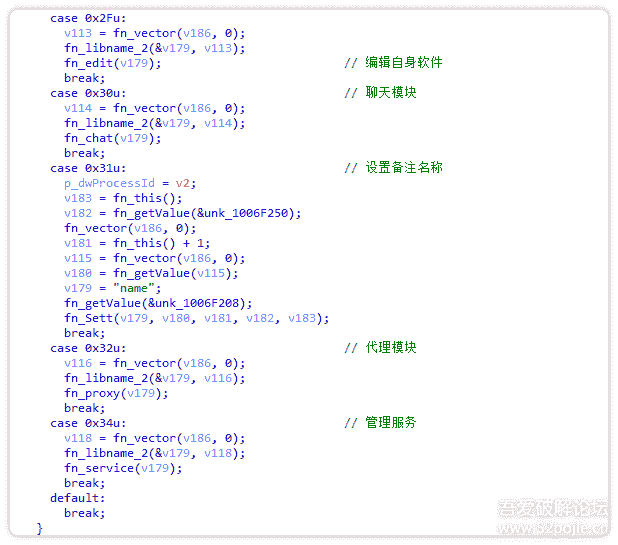 case 0x2Fu:
v113 = fn_vector(v186, 0);
fn_libname_2(&v179, v113);
fn_edit(v179); // 编辑自身软件
break;
case 0x30u: // 聊天模块
v114 = fn_vector(v186, 0);
fn_libname_2(&v179, v114);
fn_chat(v179);
break;
case 0x31u: // 设置备注名称
p_dwProcessId = v2;
v183 = fn_this();
v182 = fn_getValue(&unk_1006F250);
fn_vector(v186, 0);
v181 = fn_this() + 1;
v115 = fn_vector(v186, 0);
v180 = fn_getValue(v115);
v179 = "name";
fn_getValue(&unk_1006F208);
fn_Sett(v179, v180, v181, v182, v183);
break;
case 0x32u: // 代理模块
v116 = fn_vector(v186, 0);
fn_libname_2(&v179, v116);
fn_proxy(v179);
break;
case 0x34u: // 管理服务
v118 = fn_vector(v186, 0);
fn_libname_2(&v179, v118);
fn_service(v179);
break;
default:
break;
}
吾爱破解论坛
www.52pojie.cn